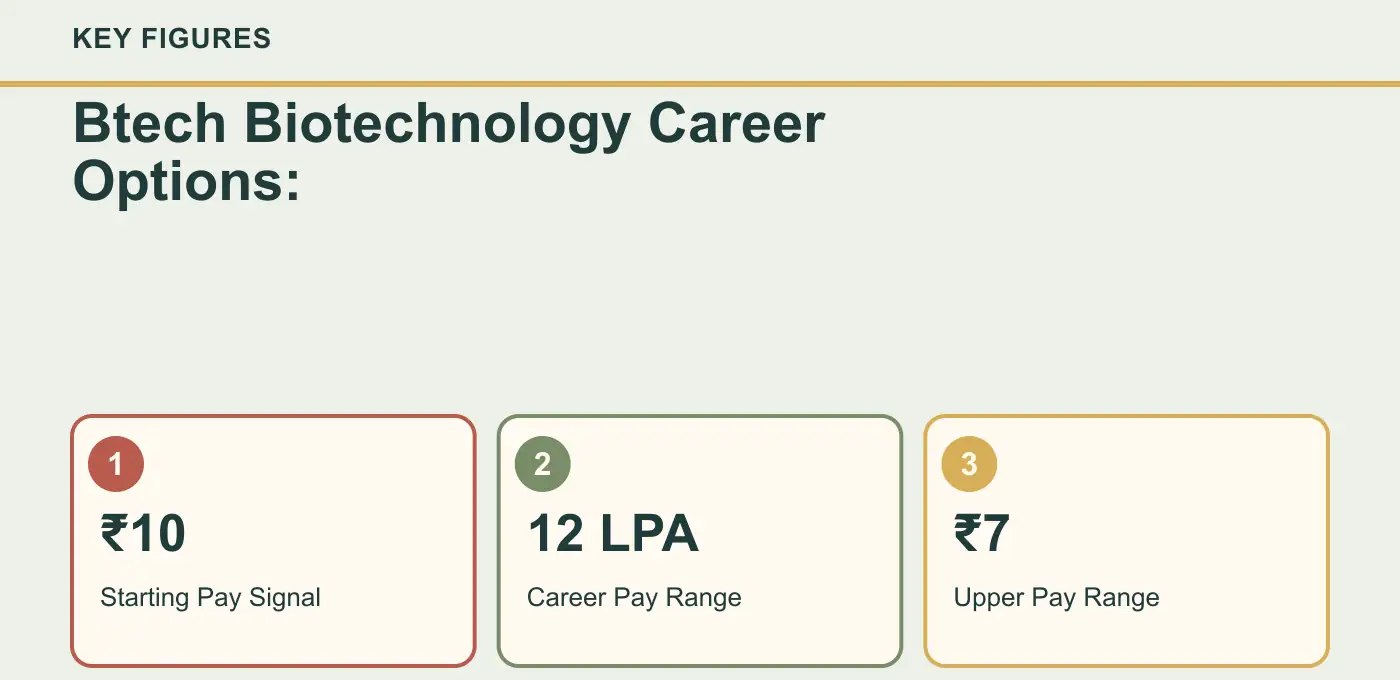 KEY FIGURES
Btech Biotechnology Career
Options:
1
₹10
Starting Pay Signal
2
12 LPA
Career Pay Range
3
₹7
Upper Pay Range